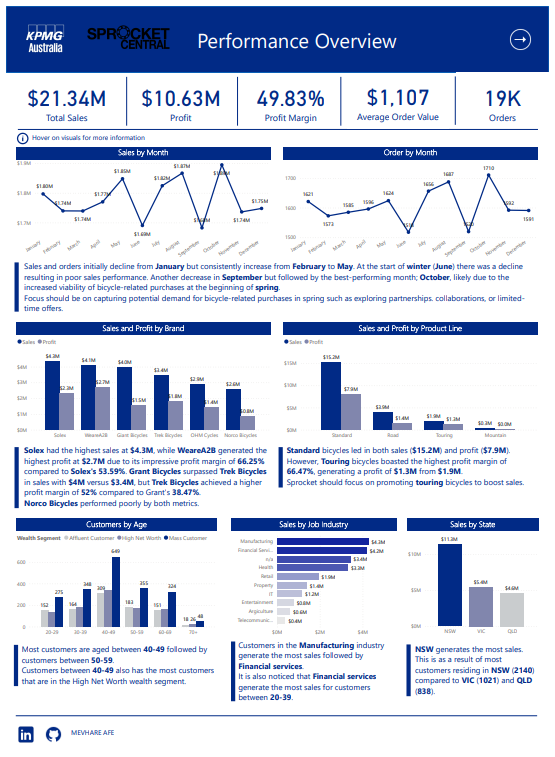 KPMG
Australia
SPROCKET
CENTRAL
Performance Overview
$21.34M
Total Sales
$10.63M
Profit
49.83%
Profit Margin
$1,107
Average Order Value
19K
Orders
Hover on visuals for more information
Sales by Month
$1.9M
$1.8M
$1.7M
$1.80M
$1.74M
$1.74M
$1.77M
$1.85M
$1.69M
$1.82M
$1.87M
$1.74M
$1.75M
January
February
March
April
May
June
July
August
September
October
November
December
Order by Month
1700
1600
1500
1621
1573
1585
1596
1624
1656
1687
1710
1592
1591
January
February
March
April
May
June
July
August
September
October
November
December
Sales and orders initially decline from January but consistently increase from February to May. At the start of winter (June) there was a decline
resulting in poor sales performance. Another decrease in September but followed by the best-performing month; October, likely due to the
increased viability of bicycle-related purchases at the beginning of spring.
Focus should be on capturing potential demand for bicycle-related purchases in spring such as exploring partnerships. collaborations, or limited-
time offers.
Sales and Profit by Brand
Sales Profit
$4M
$3M
$2M
$1M
$0M
$4.3M
$2.3M
$4.1M
$2.7M
$4.0M
$1.5M
$3.4M
$1.8M
$2.9M
$1.4M
$2.6M
$0.8M
Solex
WeareA2B
Giant Bicycles
Trek Bicycles
OHM Cycles
Norco Bicycles
Sales and Profit by Product Line
Sales Profit
$15M
$10M
$5M
$0M
$15.2M
$7.9M
$3.9M
$1.4M
$1.9M
$1.3M
$0.3M
$0.0M
Standard
Road
Touring
Mountain
Solex had the highest sales at $4.3M, while WeareA2B generated the
highest profit at $2.7M due to its impressive profit margin of 66.25%
compared to Solex's 53.59%. Grant Bicycles surpassed Trek Bicycles
in sales with $4M versus $3.4M, but Trek Bicycles achieved a higher
profit margin of 52% compared to Grant's 38.47%.
Norco Bicycles performed poorly by both metrics.
Standard bicycles led in both sales ($15.2M) and profit ($7.9M).
However, Touring bicycles boasted the highest profit margin of
66.47%, generating a profit of $1.3M from $1.9M.
Sprocket should focus on promoting touring bicycles to boost sales.
Customers by Age
Wealth Segment Affluent Customer High Net Worth Mass Customer
600
400
200
0
152
275
164
348
309
649
183
355
151
324
18
26
48
20-29
30-39
40-49
50-59
60-69
70+
Sales by Job Industry
Manufacturing
Financial Servi...
n/a
Health
Retail
Property
IT
Entertainment
Argiculture
Telecommunic...
$4.3M
$4.2M
$3.4M
$3.3M
$1.9M
$1.4M
$1.2M
$0.8M
$0.6M
$0.4M
$0M
$2M
$4M
Sales by State
$10M
$5M
$0M
$11.3M
$5.4M
$4.6M
NSW
VIC
QLD
Most customers are aged between 40-49 followed by
customers between 50-59.
Customers between 40-49 also has the most customers
that are in the High Net Worth wealth segment.
Customers in the Manufacturing industry
generate the most sales followed by
Financial services.
It is also noticed that Financial services
generate the most sales for customers
between 20-39.
NSW generates the most sales.
This is as a result of most
customers residing in NSW (2140)
compared to VIC (1021) and QLD
(838).
in
MEVHARE AFE